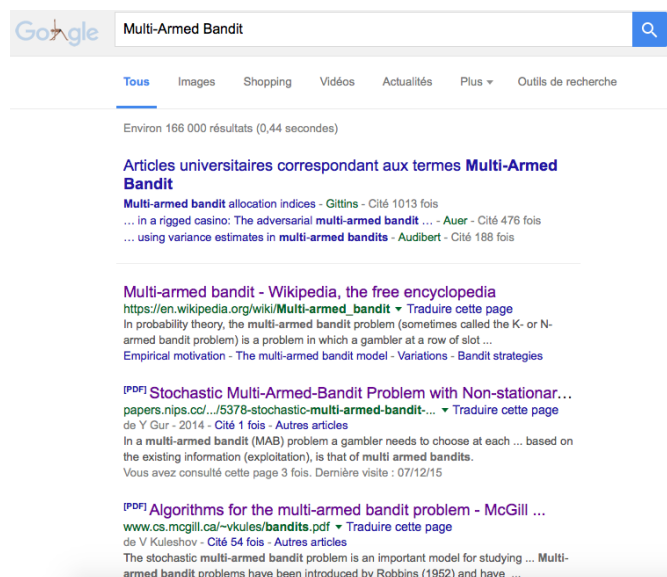 Google
Multi-Armed Bandit
Tous Images Shopping Vidéos Actualités Plus Outils de recherche
Environ 166 000 résultats (0,44 secondes)
Articles universitaires correspondant aux termes Multi-Armed
Bandit
Multi-armed bandit allocation indices - Gittins - Cité 1013 fois
... in a rigged casino: The adversarial multi-armed bandit ... - Auer - Cité 476 fois
... using variance estimates in multi-armed bandits - Audibert - Cité 188 fois
Multi-armed bandit - Wikipedia, the free encyclopedia
https://en.wikipedia.org/wiki/Multi-armed_bandit Traduire cette page
In probability theory, the multi-armed bandit problem (sometimes called the K- or N-
armed bandit problem) is a problem in which a gambler at a row of slot ...
Empirical motivation - The multi-armed bandit model - Variations - Bandit strategies
[PDF] Stochastic Multi-Armed-Bandit Problem with Non-stationar...
papers.nips.cc/.../5378-stochastic-multi-armed-bandit-... Traduire cette page
de Y Gur - 2014 - Cité 1 fois - Autres articles
In a multi-armed bandit (MAB) problem a gambler needs to choose at each ... based on
the existing information (exploitation), is that of multi armed bandits.
Vous avez consulté cette page 3 fois. Dernière visite : 07/12/15
[PDF] Algorithms for the multi-armed bandit problem - McGill ...
www.cs.mcgill.ca/~vkules/bandits.pdf Traduire cette page
de V Kuleshov - Cité 54 fois - Autres articles
The stochastic multi-armed bandit problem is an important model for studying ... Multi-
armed bandit problems have been introduced by Robbins (1952) and have ...